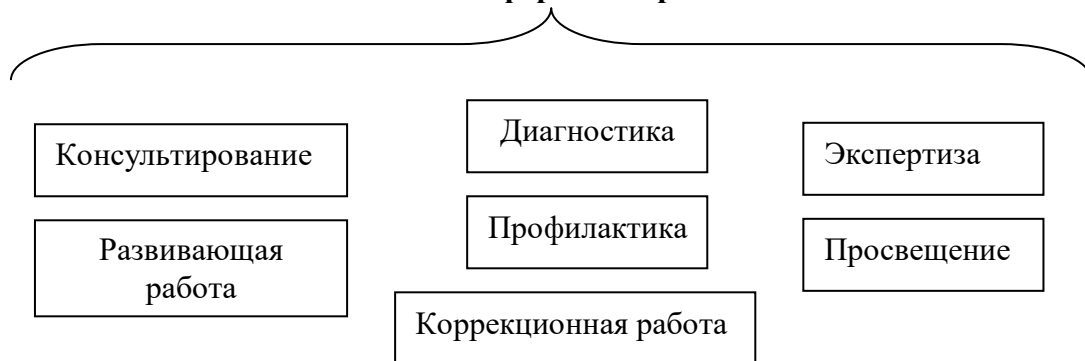 Консультирование
Развивающая
работа
Диагностика
Профилактика
Коррекционная работа
Экспертиза
Просвещение